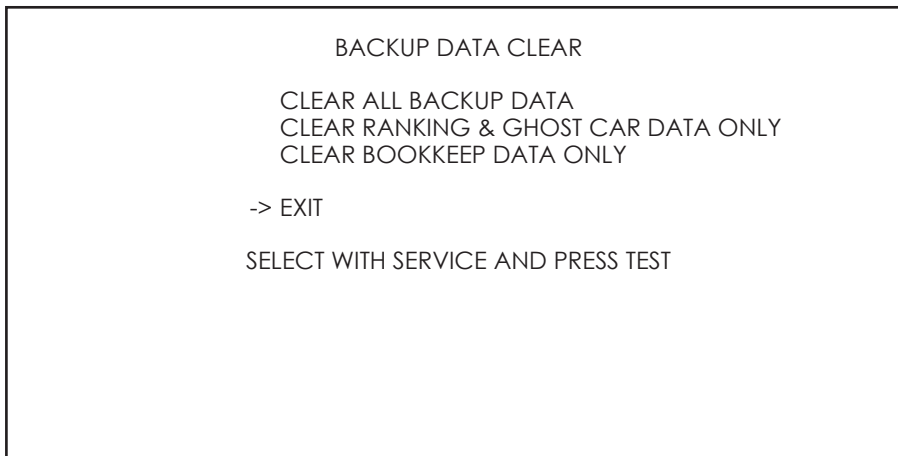 BACKUP DATA CLEAR
CLEAR ALL BACKUP DATA
CLEAR RANKING & GHOST CAR DATA ONLY
CLEAR BOOKKEEP DATA ONLY
-> EXIT
SELECT WITH SERVICE AND PRESS TEST